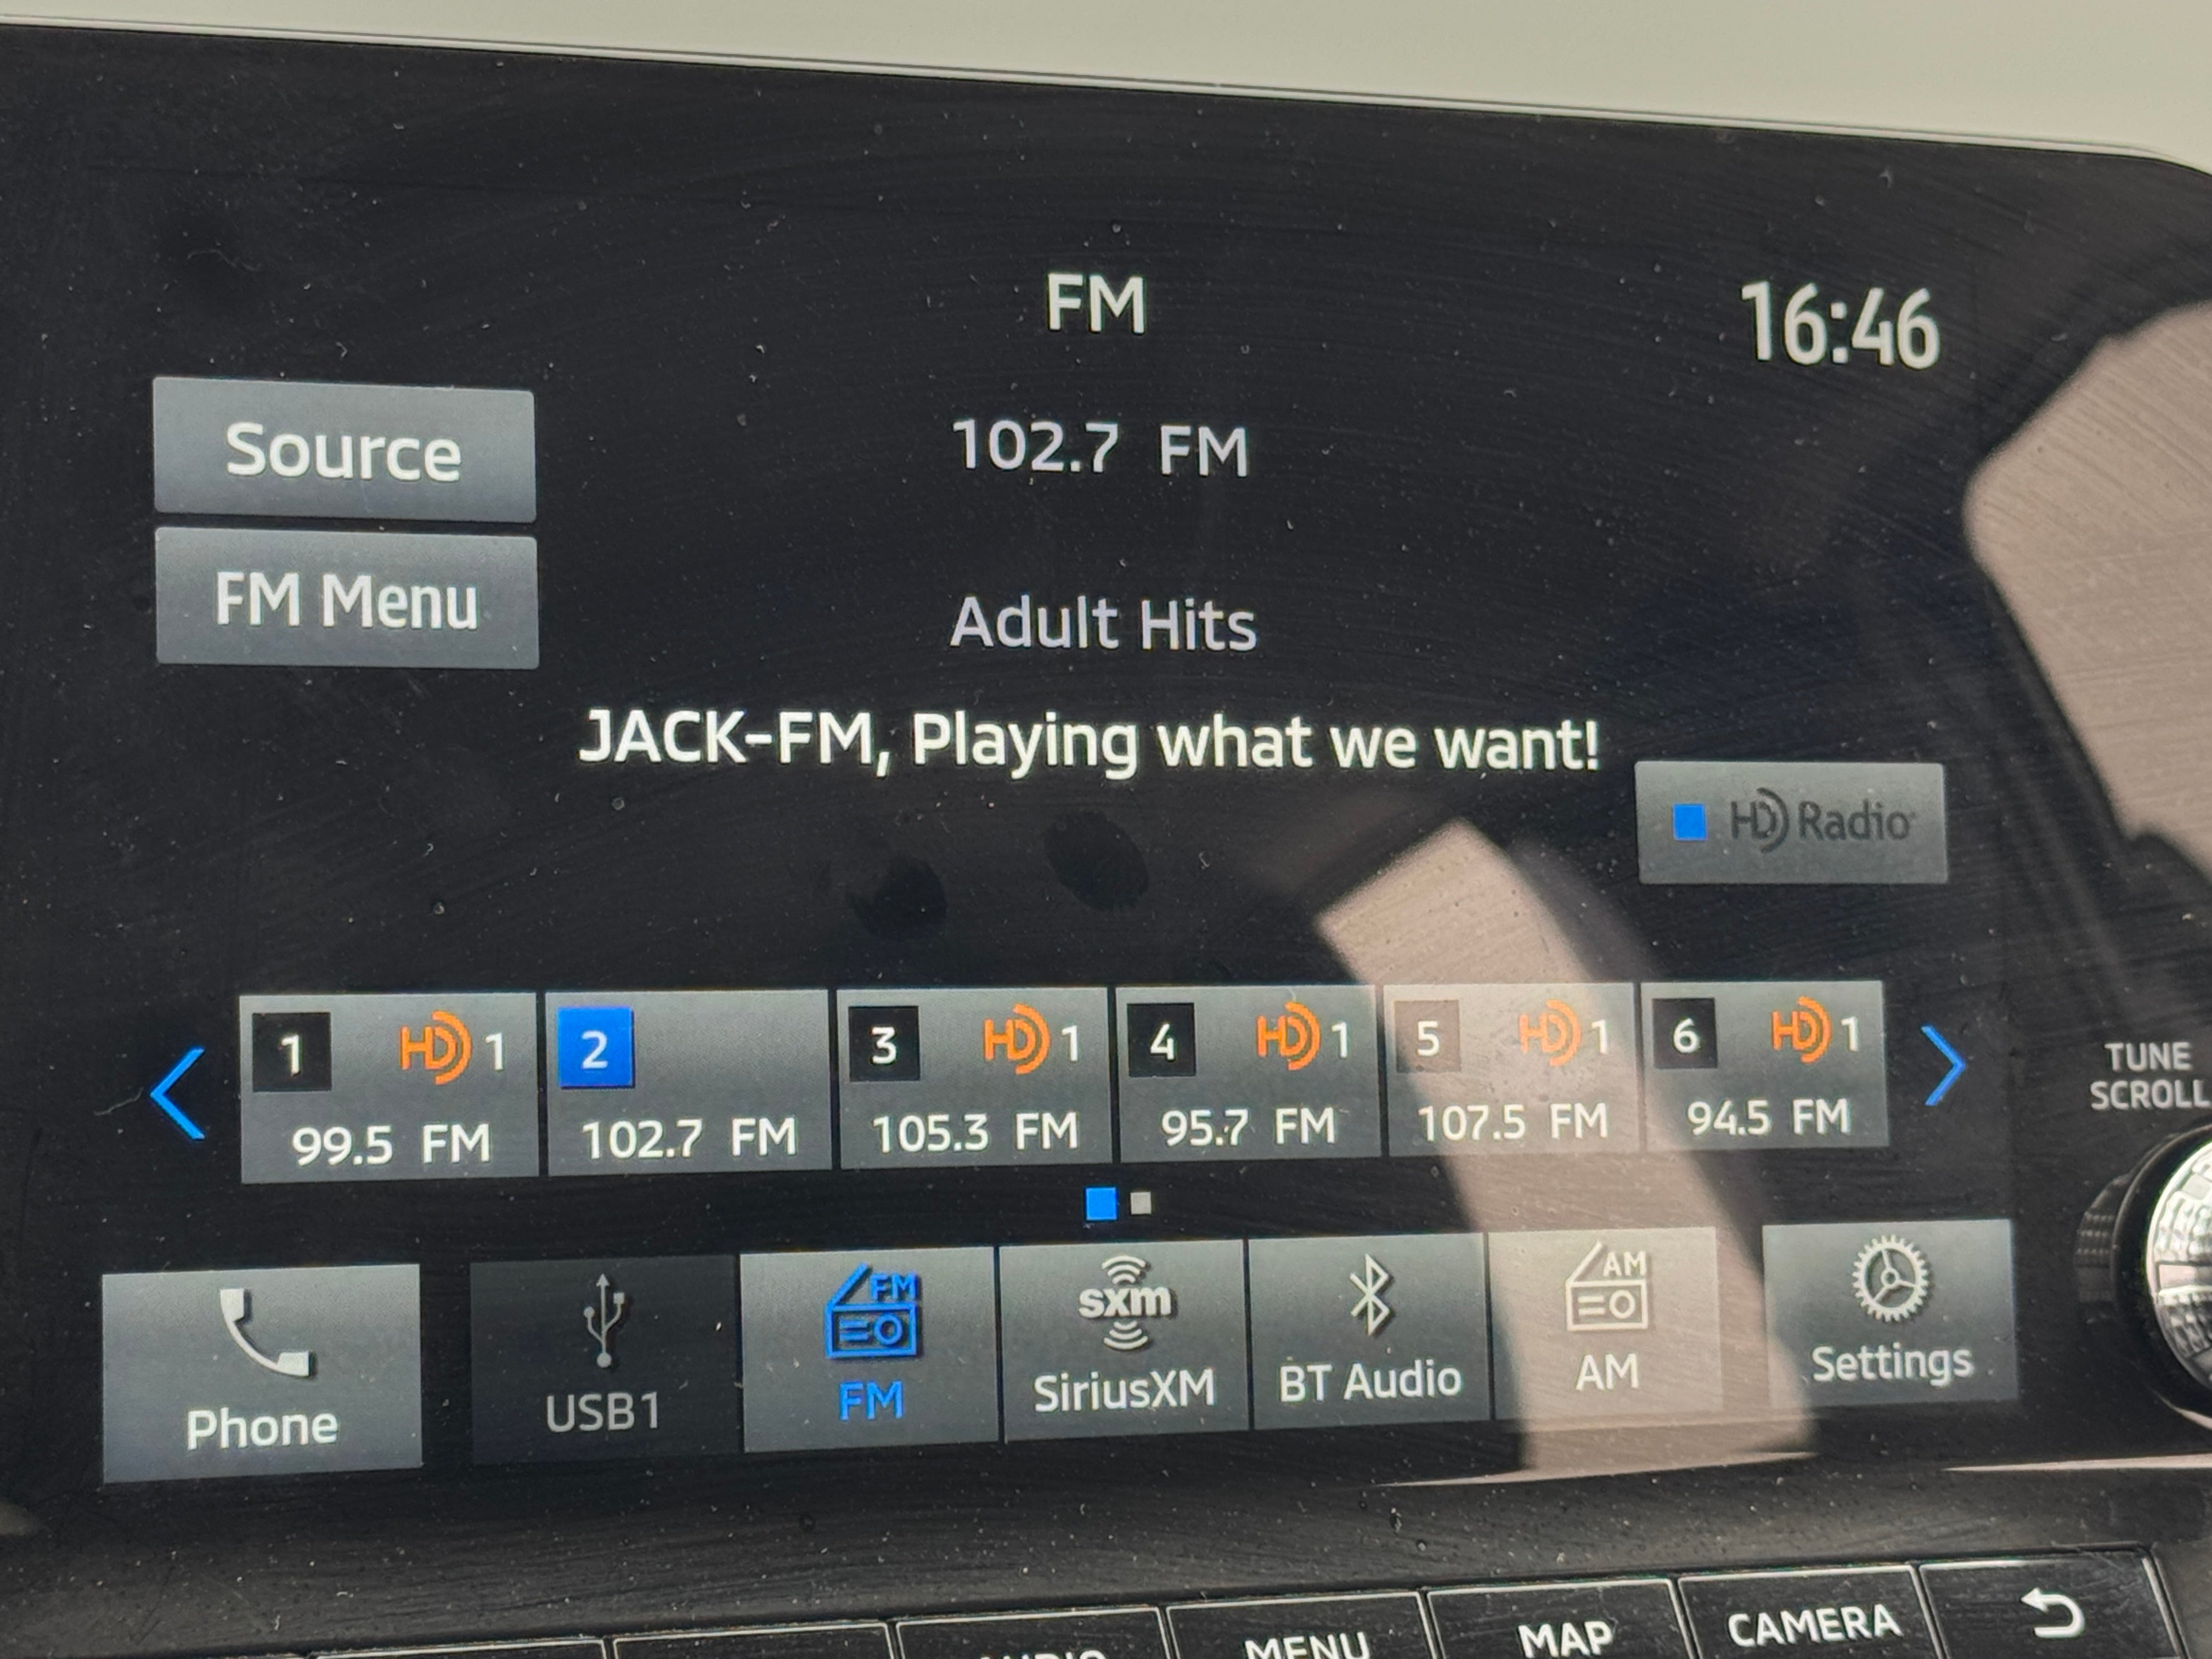 FM
16:46
Source
102.7 FM
FM Menu
Adult Hits
JACK-FM, Playing what we want!
HD Radio
1 HD 1
99.5 FM
2
102.7 FM
3 HD 1
105.3 FM
4 HD 1
95.7 FM
5 HD 1
107.5 FM
6 HD 1
94.5 FM
TUNE
SCROLL
Phone
USB1
FM
FM
sxm
SiriusXM
BT Audio
AM
AM
Settings
AUDIO
MENU
MAP
CAMERA